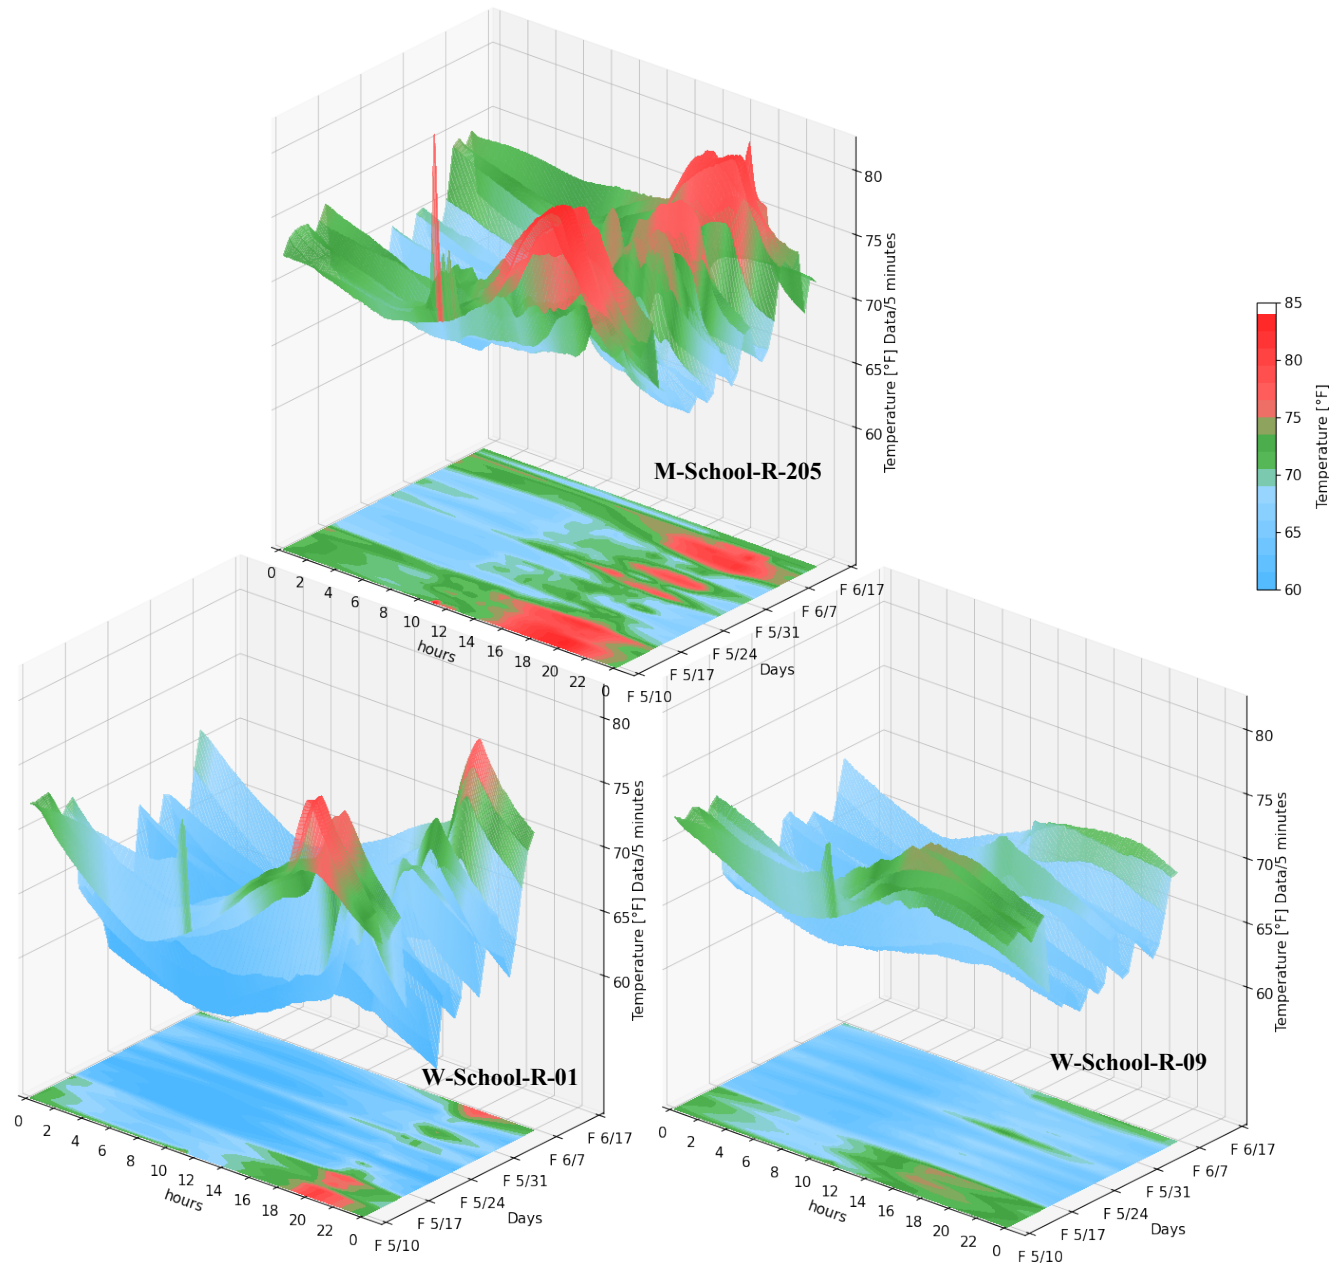 80
75
70
65
60
Temperature [°F] Data/5 minutes
M-School-R-205
0
2
4
6
8
10
12
14
16
18
20
22
0
hours
F 5/10
F 5/17
F 5/24
F 5/31
F 6/7
F 6/17
Days
85
80
75
70
65
60
Temperature [°F]
80
75
70
65
60
Temperature [°F] Data/5 minutes
W-School-R-01
0
2
4
6
8
10
12
14
16
18
20
22
0
hours
F 5/10
F 5/17
F 5/24
F 5/31
F 6/7
F 6/17
Days
80
75
70
65
60
Temperature [°F] Data/5 minutes
W-School-R-09
0
2
4
6
8
10
12
14
16
18
20
22
0
hours
F 5/10
F 5/17
F 5/24
F 5/31
F 6/7
F 6/17
Days